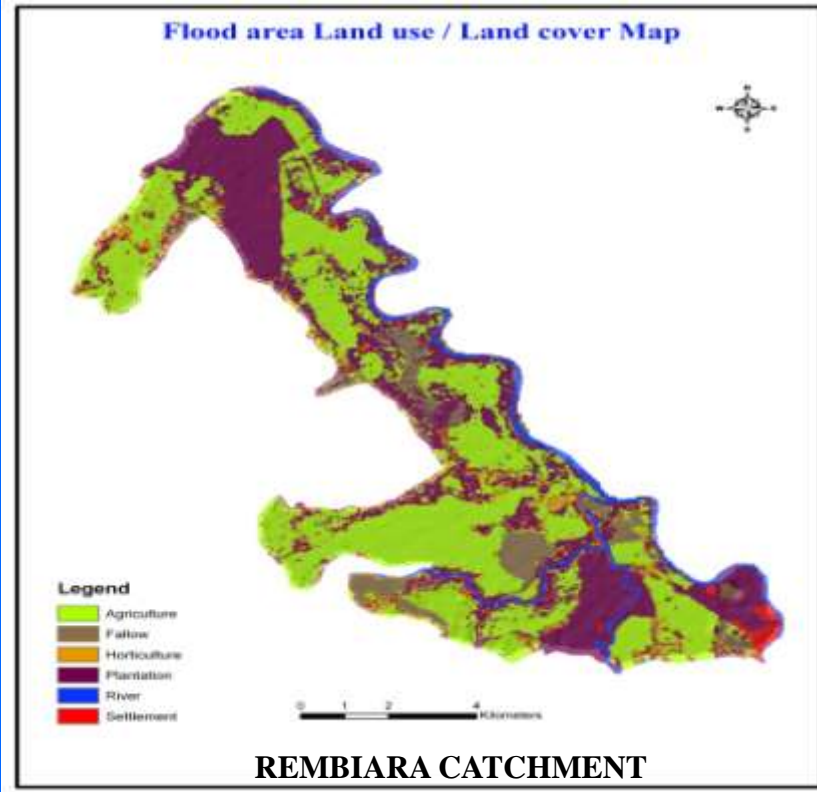 Flood area Land use / Land cover Map
N
W
E
S
Legend
Agriculture
Fallow
Horticulture
Plantation
River
Settlement
0 1 2 4
Kilometers
REMBIARA CATCHMENT